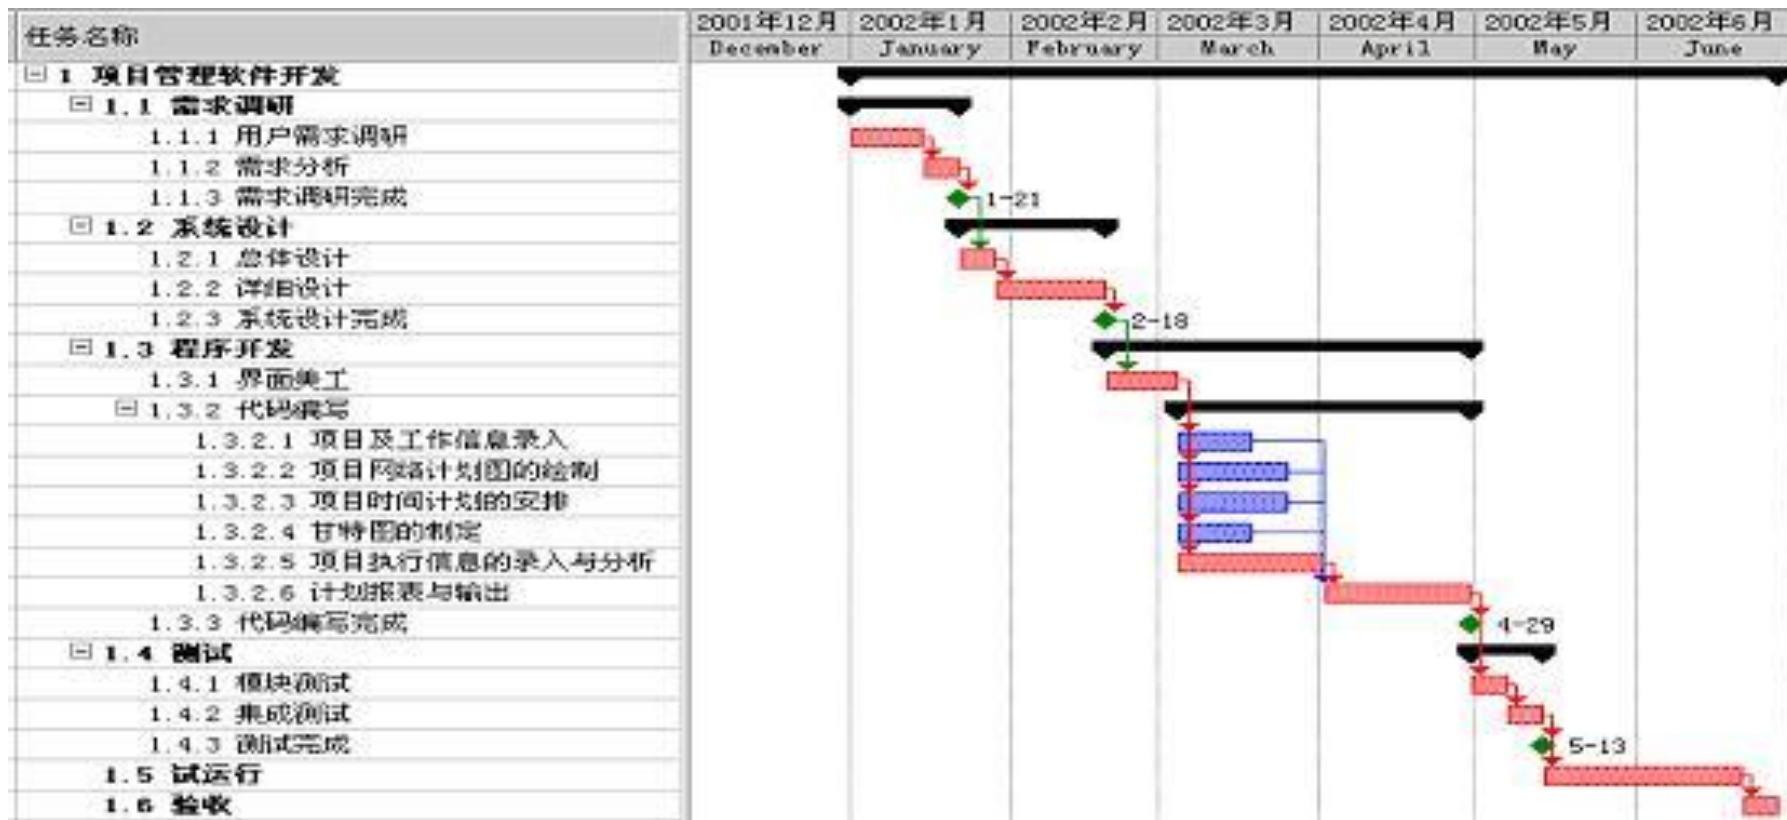 任务名称
2001年12月 2002年1月 2002年2月 2002年3月 2002年4月 2002年5月 2002年6月
December January February March April May June
1 项目管理软件开发
1.1 需求调研
1.1.1 用户需求调研
1.1.2 需求分析
1.1.3 需求调研完成 1-21
1.2 系统设计
1.2.1 总体设计
1.2.2 详细设计
1.2.3 系统设计完成 2-18
1.3 程序开发
1.3.1 界面美工
1.3.2 代码编写
1.3.2.1 项目及工作信息录入
1.3.2.2 项目网络计划图的绘制
1.3.2.3 项目时间计划的安排
1.3.2.4 甘特图的制定
1.3.2.5 项目执行信息的录入与分析
1.3.2.6 计划报表与输出
1.3.3 代码编写完成 4-29
1.4 测试
1.4.1 模块测试
1.4.2 集成测试
1.4.3 测试完成 5-13
1.5 试运行
1.6 验收